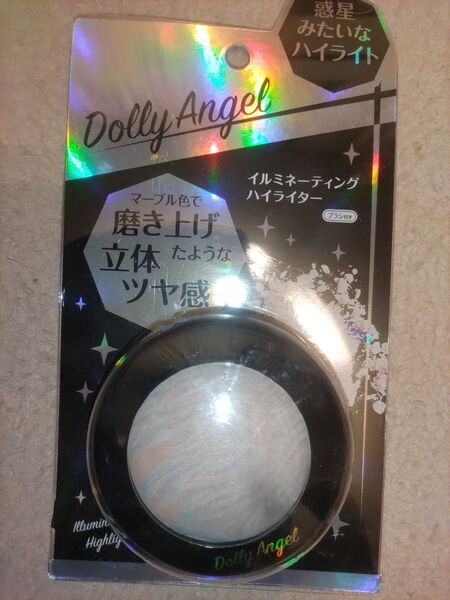 惑星
みたいな
ハイライト
Dolly Angel
イルミネーティング
ハイライター
ブラシ付き
マーブル色で
磨き上げ
たような
立体
ツヤ感
Dolly Angel